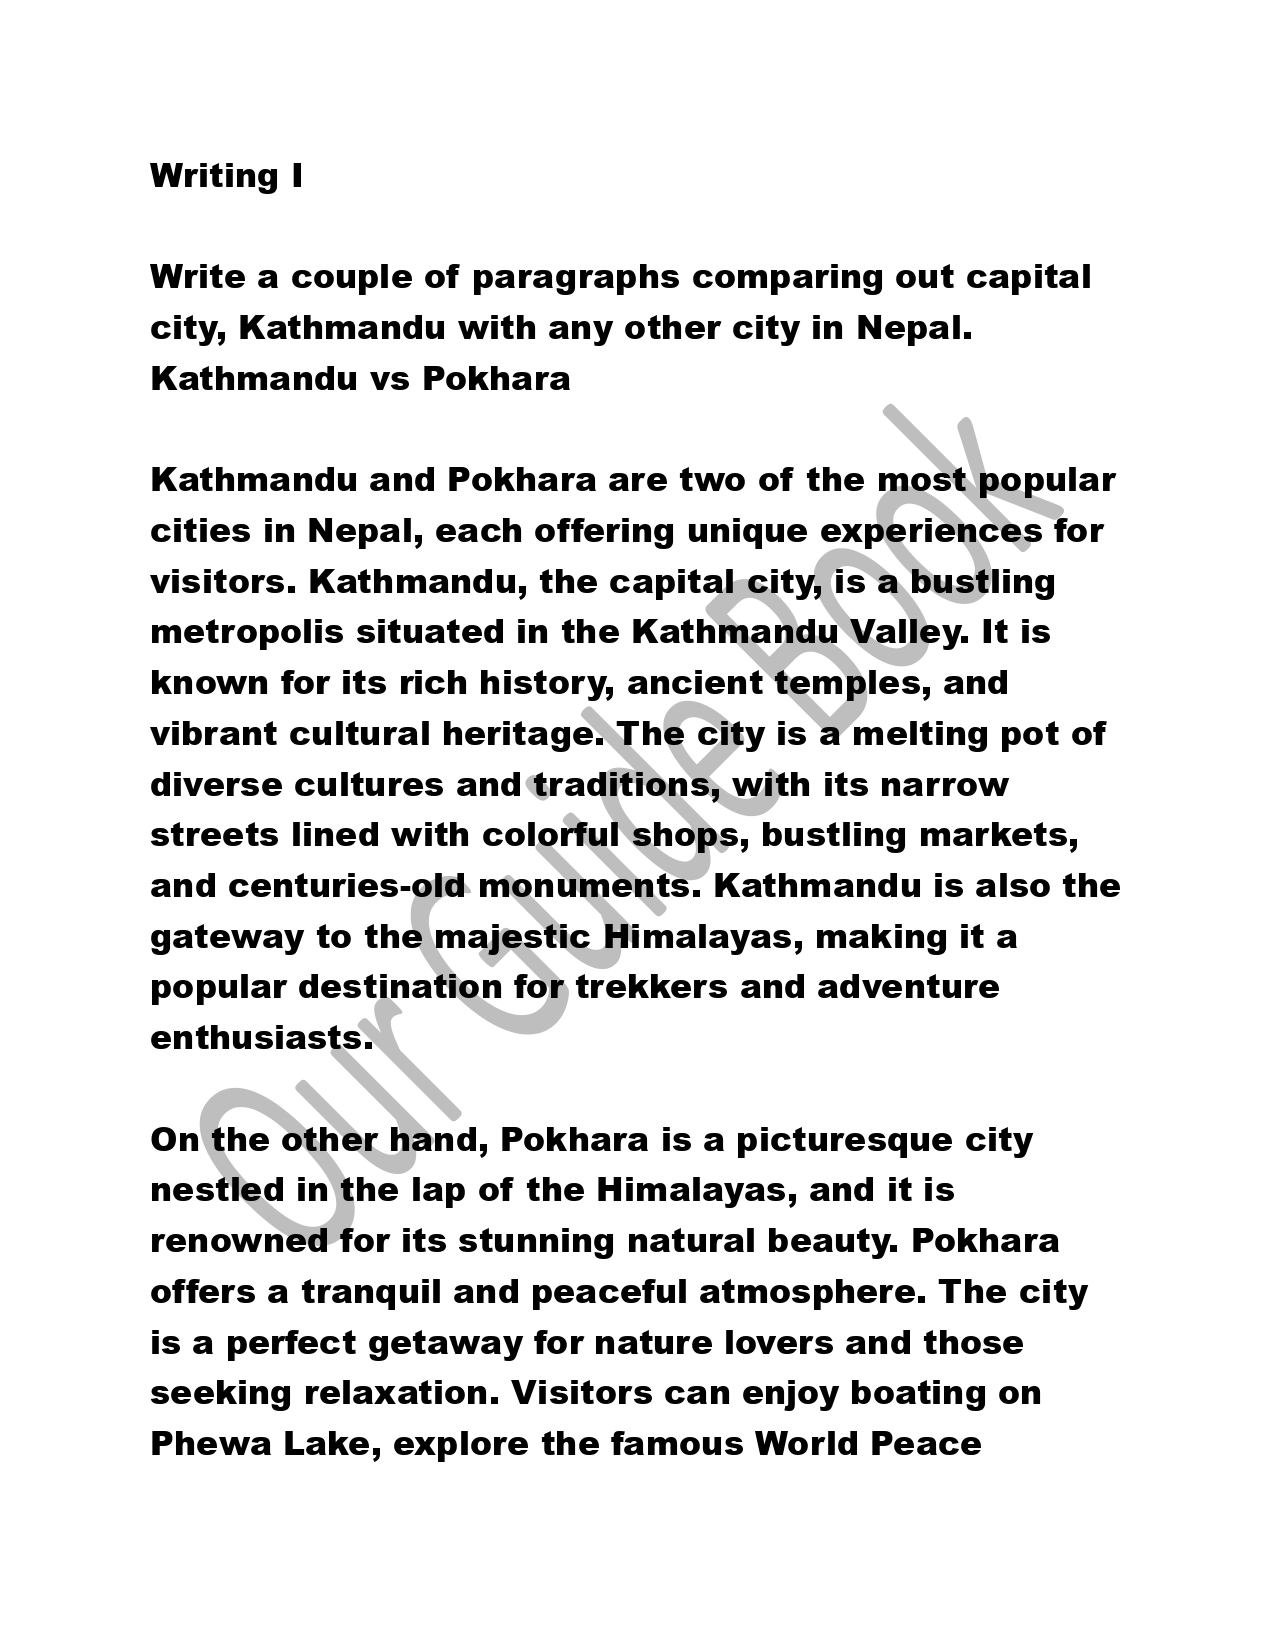 Writing I
Write a couple of paragraphs comparing out capital
city, Kathmandu with any other city in Nepal.
Kathmandu vs Pokhara
Kathmandu and Pokhara are two of the most popular
cities in Nepal, each offering unique experiences for
visitors. Kathmandu, the capital city, is a bustling
metropolis situated in the Kathmandu Valley. It is
known for its rich history, ancient temples, and
vibrant cultural heritage. The city is a melting pot of
diverse cultures and traditions, with its narrow
streets lined with colorful shops, bustling markets,
and centuries-old monuments. Kathmandu is also the
gateway to the majestic Himalayas, making it a
popular destination for trekkers and adventure
enthusiasts.
On the other hand, Pokhara is a picturesque city
nestled in the lap of the Himalayas, and it is
renowned for its stunning natural beauty. Pokhara
offers a tranquil and peaceful atmosphere. The city
is a perfect getaway for nature lovers and those
seeking relaxation. Visitors can enjoy boating on
Phewa Lake, explore the famous World Peace
Our Guide Book